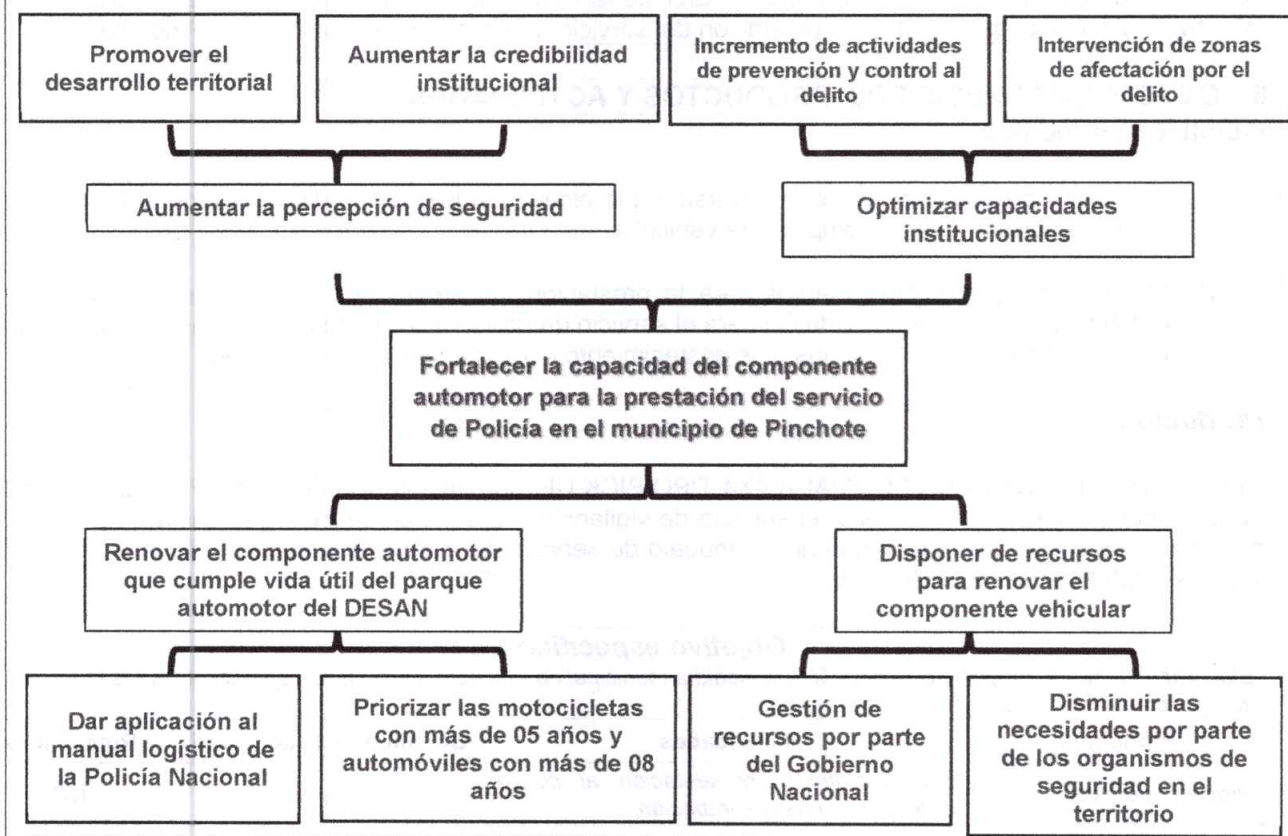 Promover el
desarrollo territorial
Aumentar la credibilidad
institucional
Incremento de actividades
de prevención y control al
delito
Intervención de zonas
de afectación por el
delito
Aumentar la percepción de seguridad
Optimizar capacidades
institucionales
Fortalecer la capacidad del componente
automotor para la prestación del servicio
de Policía en el municipio de Pinchote
Renovar el componente automotor
que cumple vida útil del parque
automotor del DESAN
Disponer de recursos
para renovar el
componente vehicular
Dar aplicación al
manual logístico de
la Policía Nacional
Priorizar las motocicletas
con más de 05 años y
automóviles con más de 08
años
Gestión de
recursos por parte
del Gobierno
Nacional
Disminuir las
necesidades por parte
de los organismos de
seguridad en el
territorio